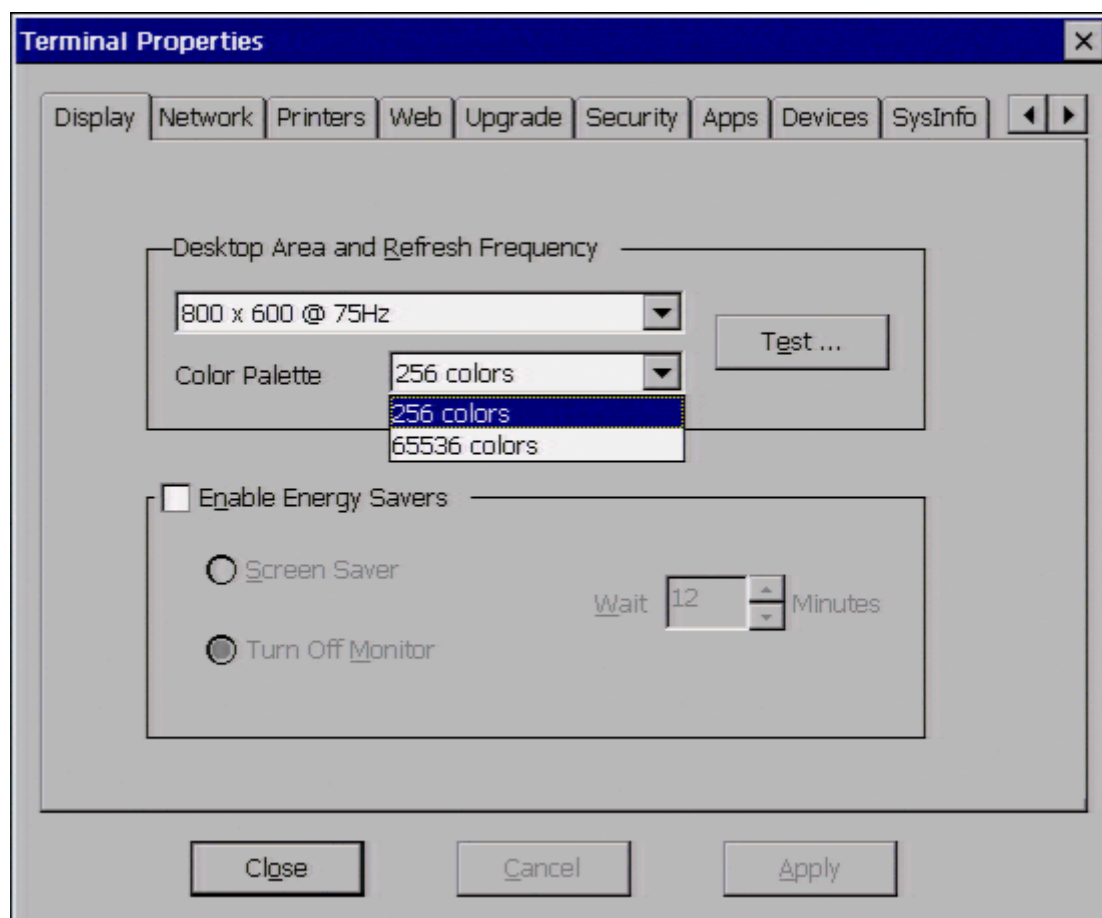 Terminal Properties
Display Network Printers Web Upgrade Security Apps Devices SysInfo
Desktop Area and Refresh Frequency
800 x 600 @ 75Hz
Test ...
Color Palette 256 colors
256 colors
65536 colors
Enable Energy Savers
Screen Saver
Wait 12 Minutes
Turn Off Monitor
Close Cancel Apply